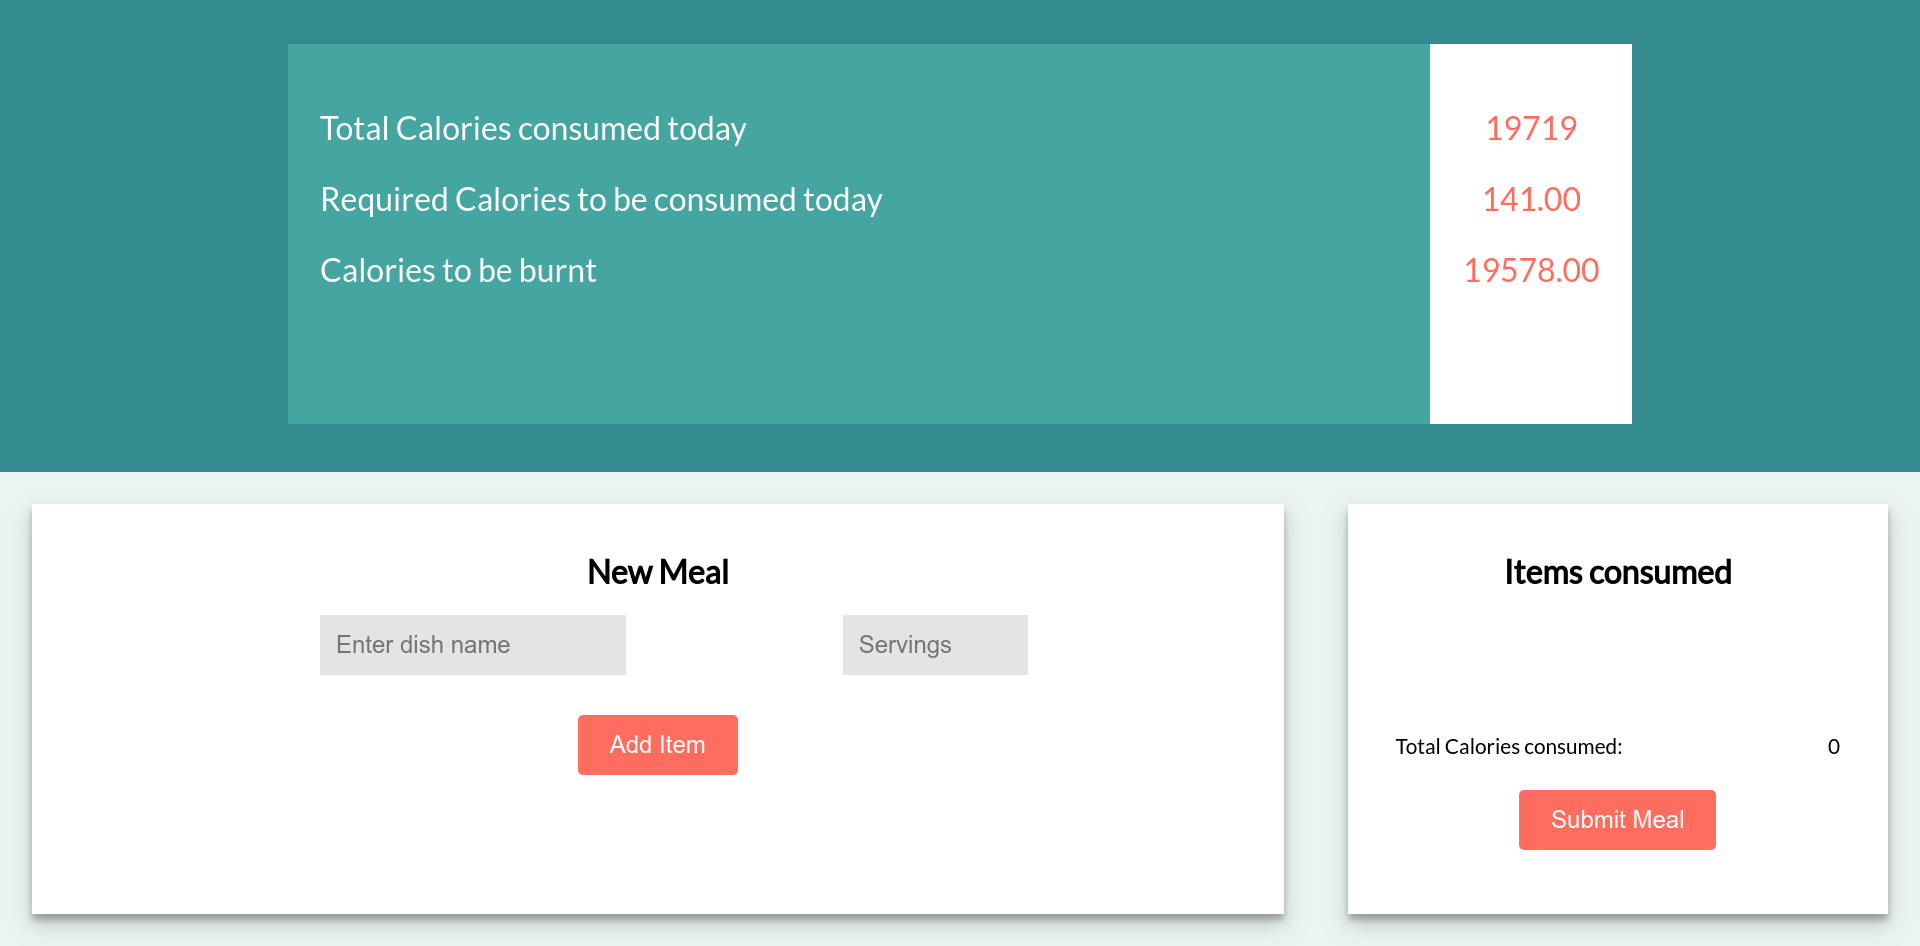 Total Calories consumed today 19719
Required Calories to be consumed today 141.00
Calories to be burnt 19578.00
New Meal
Enter dish name Servings
Add Item
Items consumed
Total Calories consumed: 0
Submit Meal